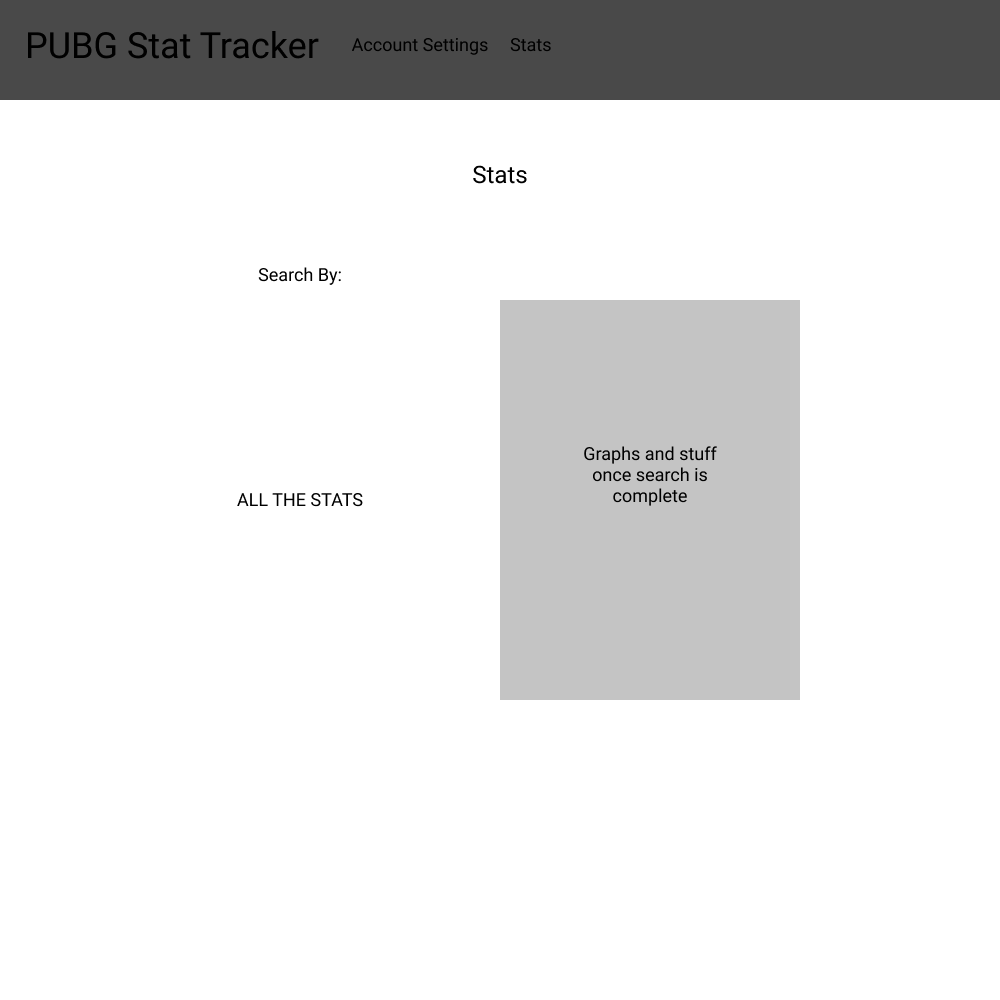 PUBG Stat Tracker Account Settings Stats
Stats
Search By:
ALL THE STATS
Graphs and stuff
once search is
complete